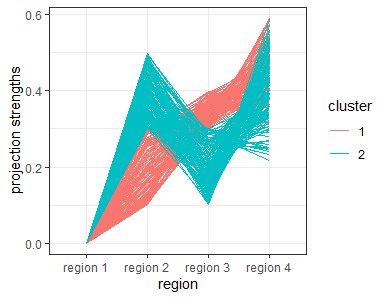 0.6
0.4
0.2
0.0
projection strengths
region 1 region 2 region 3 region 4
region
cluster
1
2